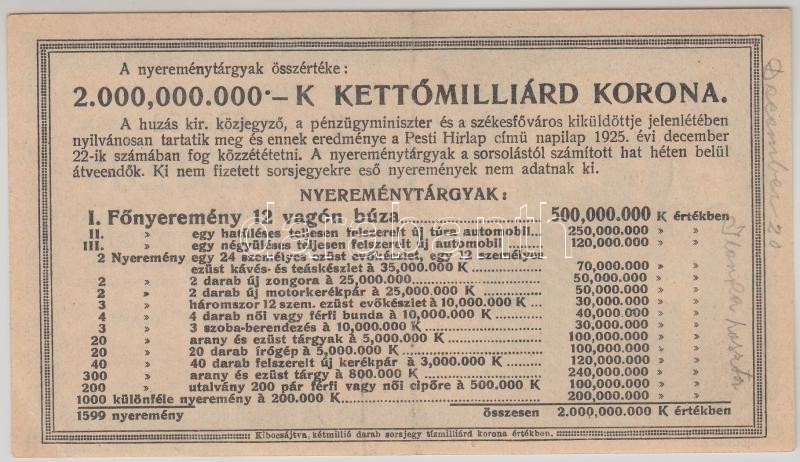 A nyereménytárgyak összértéke:
2.000,000.000·— K KETTŐMILLIÁRD KORONA.
A huzás kir. közjegyző, a pénzügyminiszter és a székesfőváros kiküldöttje jelenlétében
nyilvánosan tartatik meg és ennek eredménye a Pesti Hirlap cimü napilap 1925. évi december
22-ik számában fog közzététetni. A nyereménytárgyak a sorsolástól számított hat héten belül
átveendők. Ki nem fizetett sorsjegyekre eső nyeremények nem adatnak ki.
NYEREMÉNYTÁRGYAK:
I. Főnyeremény 12 vagón búza 500,000.000 K értékben
II. » egy hatüléses teljesen felszerelt új túra automobil... 250,000.000 » »
III. » egy négyüléses teljesen felszerelt új automobil 120,000.000 » »
2 Nyeremény egy 24 személyes ezüst evőkészlet, egy 12 személyes
ezüst kávés- és teáskészlet à 35,000.000 K 70,000.000 » »
2 » 2 darab új zongora à 25,000.000 50,000.000 » »
2 » 2 darab új motorkerékpár à 25,000.000 K 50,000.000 » »
3 » háromszor 12 szem. ezüst evőkészlet à 10,000.000 K 30,000.000 » »
4 » 4 darab női vagy férfi bunda à 10,000.000 K 40,000.000 » »
3 » 3 szoba-berendezés à 10,000.000 K 30,000.000 » »
20 » arany és ezüst tárgyak à 5,000.000 K 100,000.000 » »
20 » 20 darab írógép à 5,000.000 K 100,000.000 » »
40 » 40 darab felszerelt új kerékpár à 3,000.000 K 120,000.000 » »
300 » arany és ezüst tárgy à 800.000 K 240,000.000 » »
200 » utalvány 200 pár férfi vagy női cipőre à 500.000 K 100,000.000 » »
1000 különféle nyeremény à 200.000 K 200,000.000 » »
1599 nyeremény összesen 2.000,000.000 K értékben
Kibocsájtva, kétmillió darab sorsjegy tízmilliárd korona értékben.
December 20
Ilonka